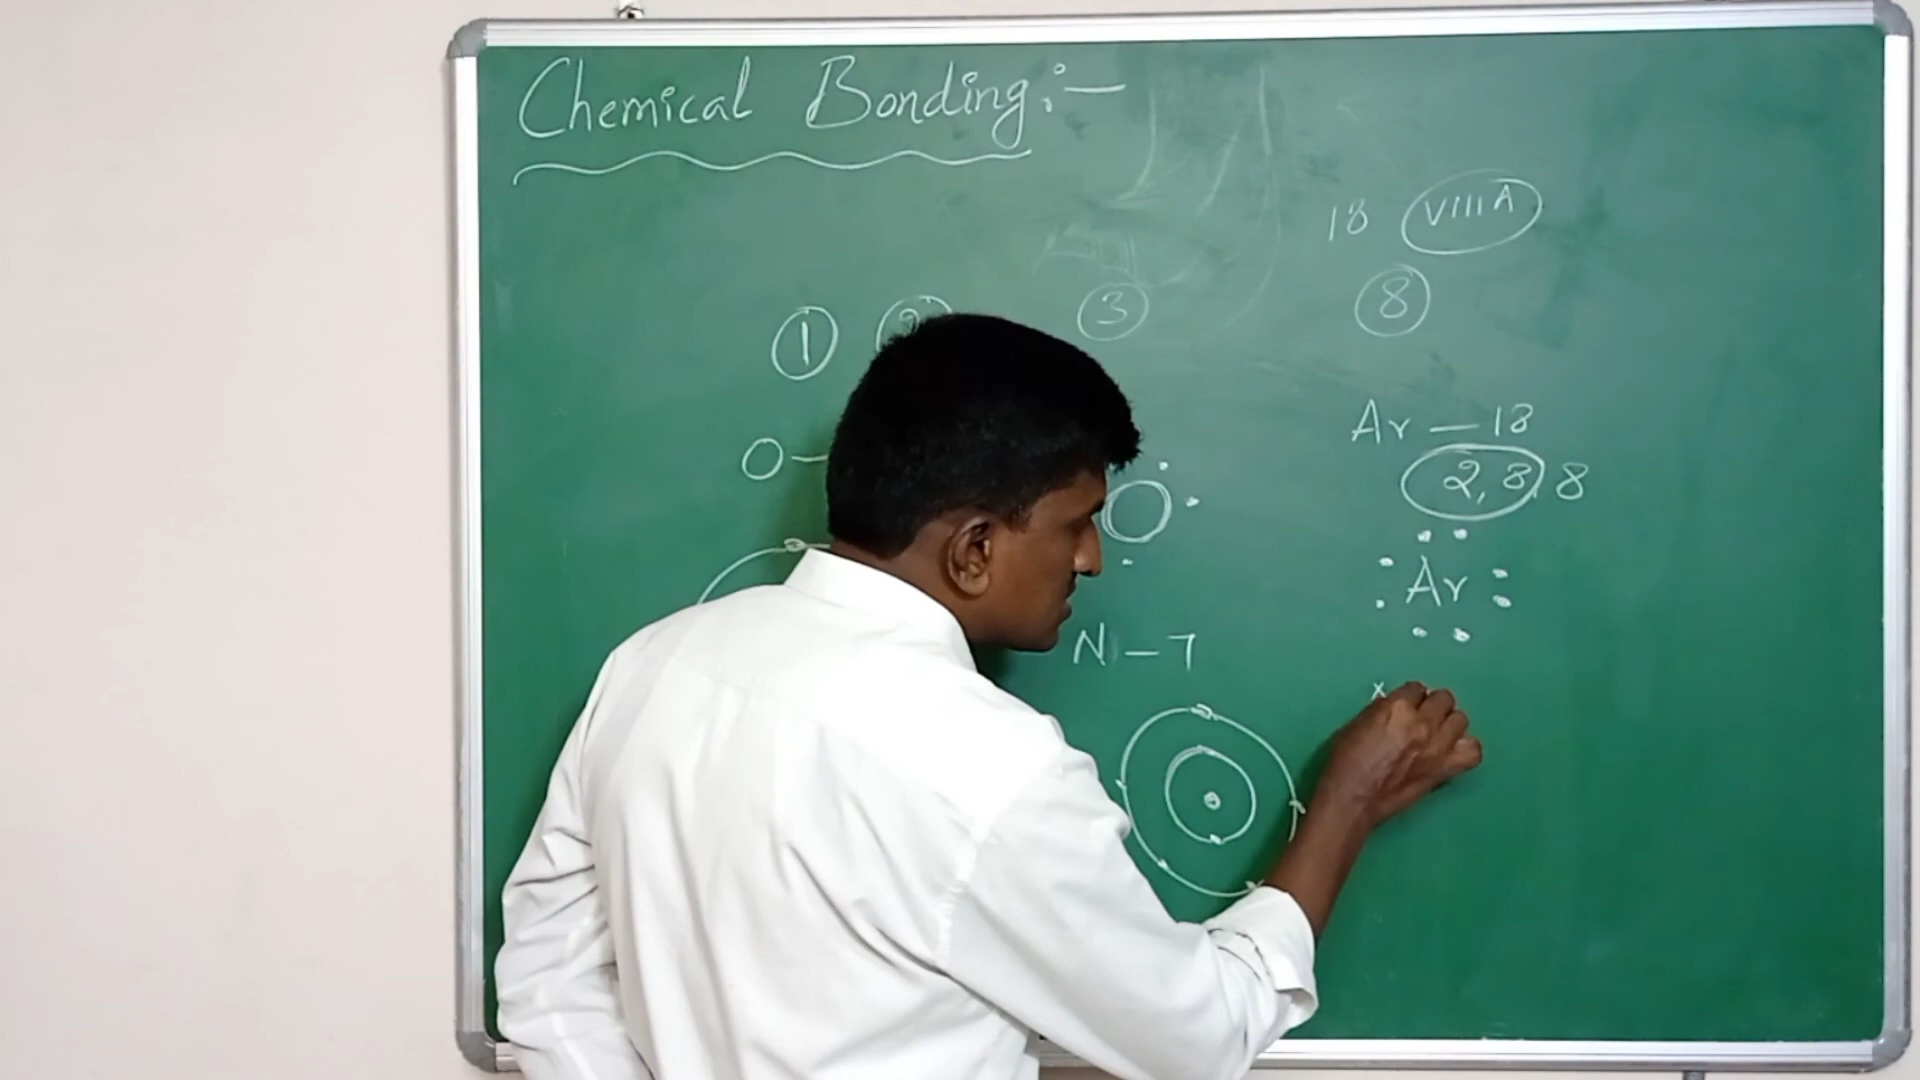 Chemical Bonding:-
18 VIIIA
1 2 3 8
O-
Ar - 18
2, 8, 8
Ar
N - 7
x